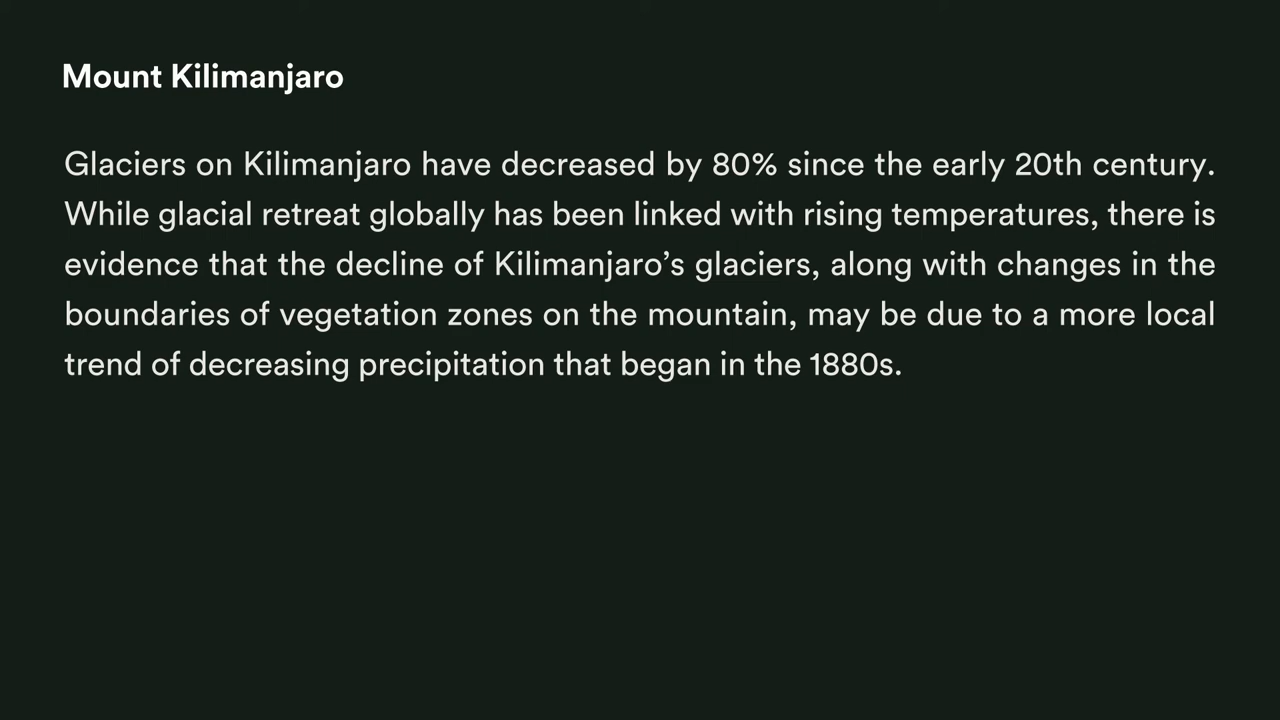 Mount Kilimanjaro
Glaciers on Kilimanjaro have decreased by 80% since the early 20th century.
While glacial retreat globally has been linked with rising temperatures, there is
evidence that the decline of Kilimanjaro’s glaciers, along with changes in the
boundaries of vegetation zones on the mountain, may be due to a more local
trend of decreasing precipitation that began in the 1880s.